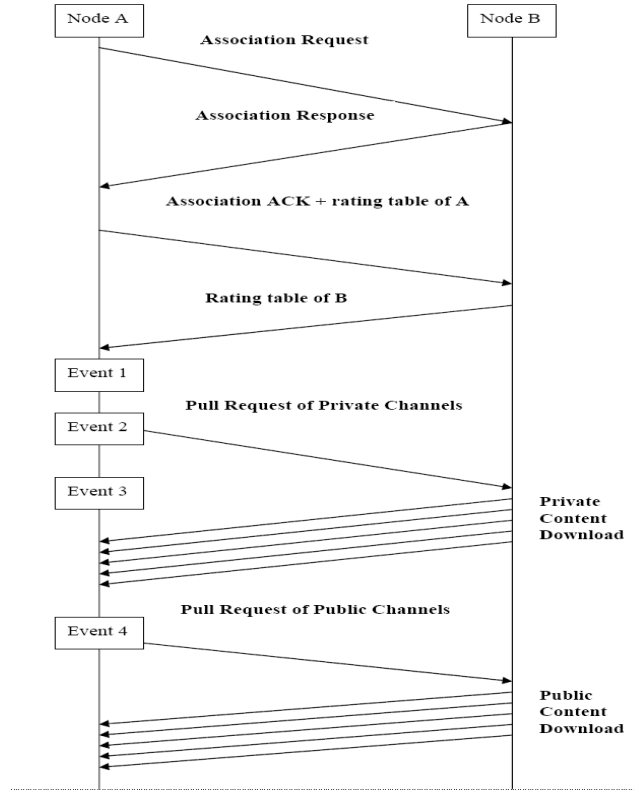 Node A
Node B
Association Request
Association Response
Association ACK + rating table of A
Rating table of B
Event 1
Pull Request of Private Channels
Event 2
Event 3
Private
Content
Download
Pull Request of Public Channels
Event 4
Public
Content
Download